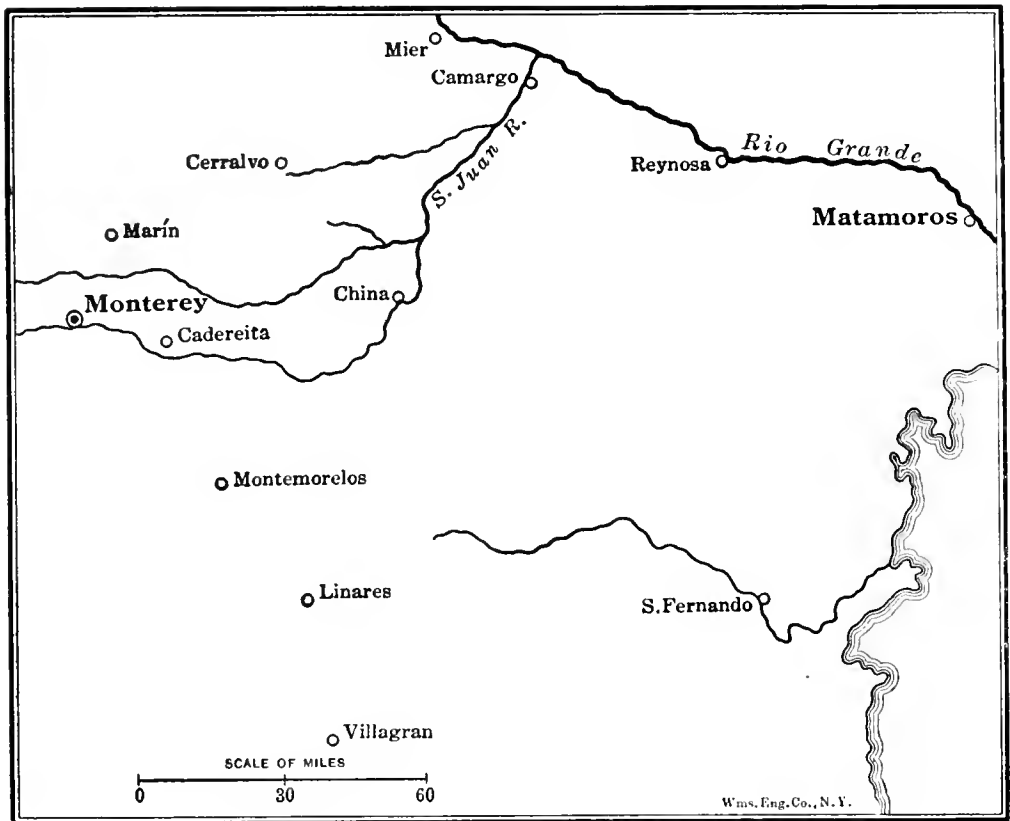 Mier
Camargo
Cerralvo
S. Juan R.
Reynosa
Rio Grande
Matamoros
Marín
China
Monterey
Cadereita
Montemorelos
Linares
S. Fernando
Villagran
SCALE OF MILES
0 30 60
Wms. Eng. Co., N.Y.